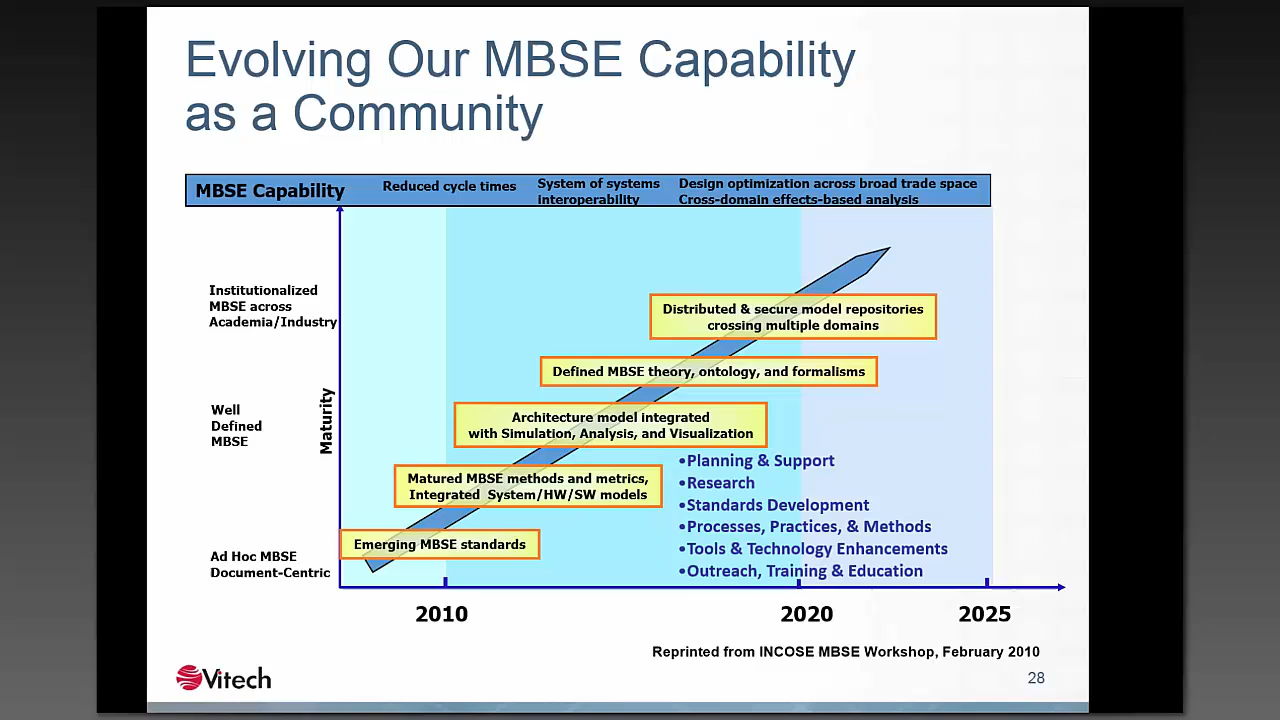 Evolving Our MBSE Capability
as a Community
MBSE Capability
Reduced cycle times
System of systems
interoperability
Design optimization across broad trade space
Cross-domain effects-based analysis
Institutionalized
MBSE across
Academia/Industry
Well
Defined
MBSE
Ad Hoc MBSE
Document-Centric
Maturity
Distributed & secure model repositories
crossing multiple domains
Defined MBSE theory, ontology, and formalisms
Architecture model integrated
with Simulation, Analysis, and Visualization
Matured MBSE methods and metrics,
Integrated System/HW/SW models
Emerging MBSE standards
•Planning & Support
•Research
•Standards Development
•Processes, Practices, & Methods
•Tools & Technology Enhancements
•Outreach, Training & Education
2010
2020
2025
Reprinted from INCOSE MBSE Workshop, February 2010
Vitech
28